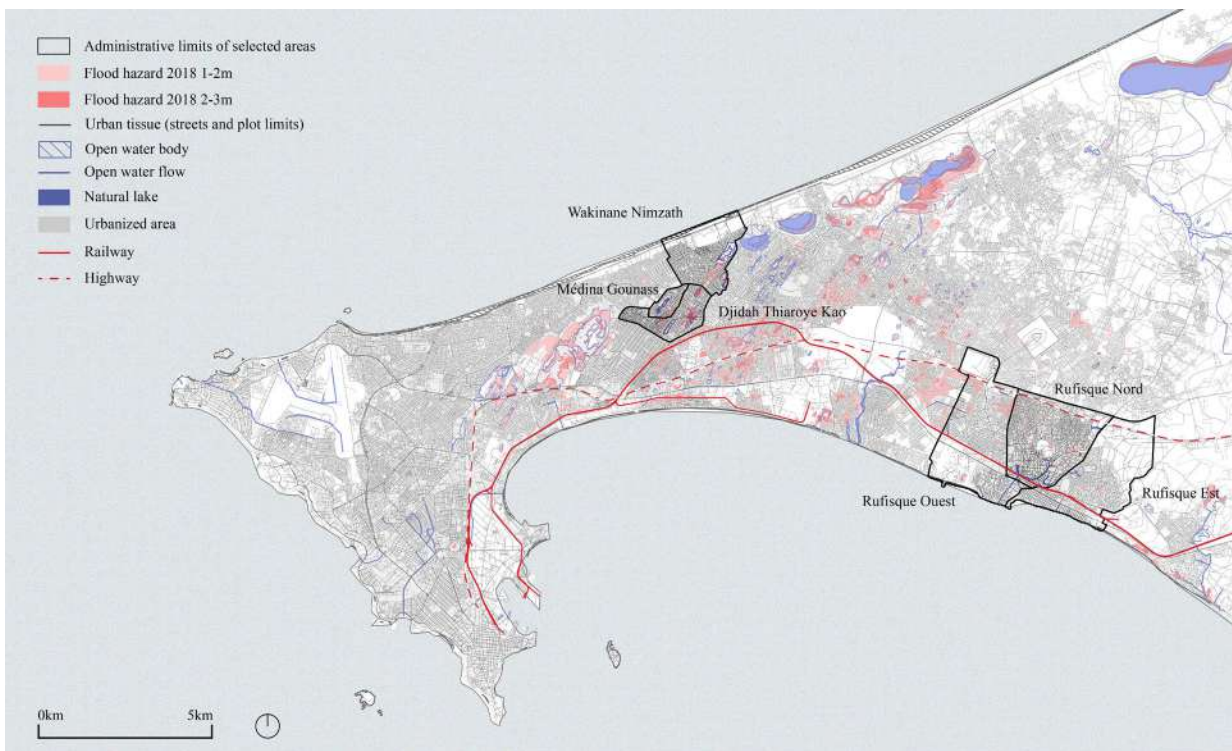 Administrative limits of selected areas
Flood hazard 2018 1-2m
Flood hazard 2018 2-3m
Urban tissue (streets and plot limits)
Open water body
Open water flow
Natural lake
Urbanized area
Railway
Highway
Wakinane Nimzath
Médina Gounass
Djidah Thiaroye Kao
Rufisque Nord
Rufisque Ouest
Rufisque Est
0km
5km